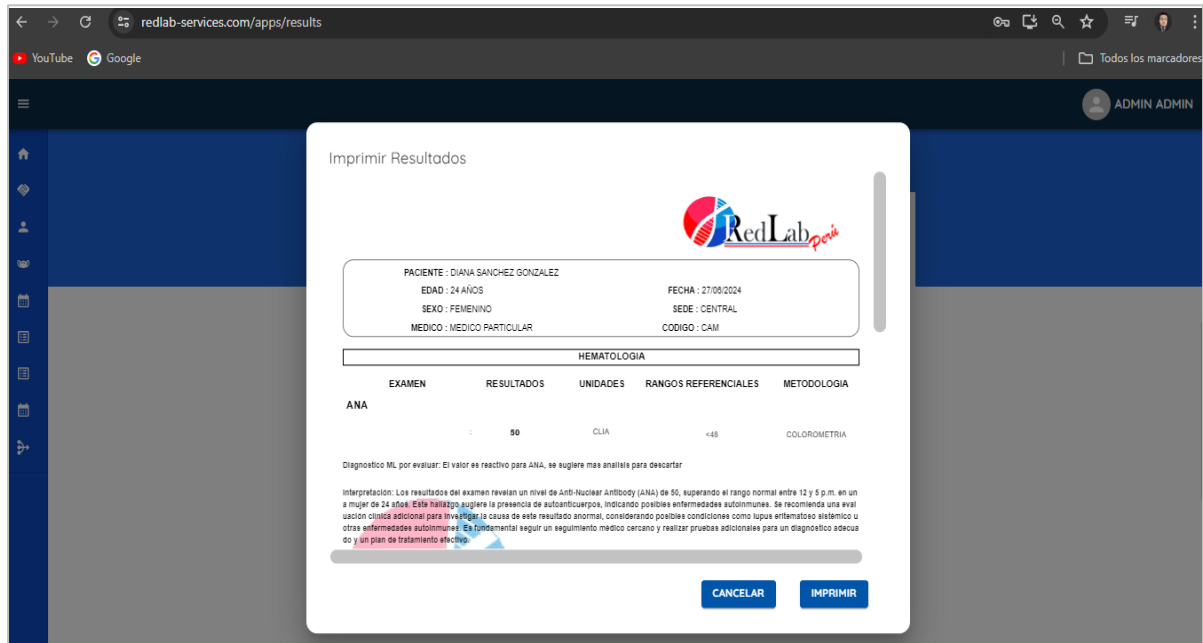 redlab-services.com/apps/results
YouTube Google Todos los marcadores
ADMIN ADMIN
Imprimir Resultados
RedLab Perú
PACIENTE : DIANA SANCHEZ GONZALEZ
EDAD : 24 AÑOS FECHA : 27/06/2024
SEXO : FEMENINO SEDE : CENTRAL
MEDICO : MEDICO PARTICULAR CODIGO : CAM
HEMATOLOGIA
EXAMEN RESULTADOS UNIDADES RANGOS REFERENCIALES METODOLOGIA
ANA
: 50 CLIA <48 COLOROMETRIA
Diagnostico ML por evaluar: El valor es reactivo para ANA, se sugiere mas analisis para descartar
Interpretación: Los resultados del examen revelan un nivel de Anti-Nuclear Antibody (ANA) de 50, superando el rango normal entre 12 y 5 p.m. en un
a mujer de 24 años. Este hallazgo sugiere la presencia de autoanticuerpos, indicando posibles enfermedades autoinmunes. Se recomienda una eval
uación clínica adicional para investigar la causa de este resultado anormal, considerando posibles condiciones como lupus eritematoso sistémico u
otras enfermedades autoinmunes. Es fundamental seguir un seguimiento médico cercano y realizar pruebas adicionales para un diagnóstico adecua
do y un plan de tratamiento efectivo.
CANCELAR IMPRIMIR